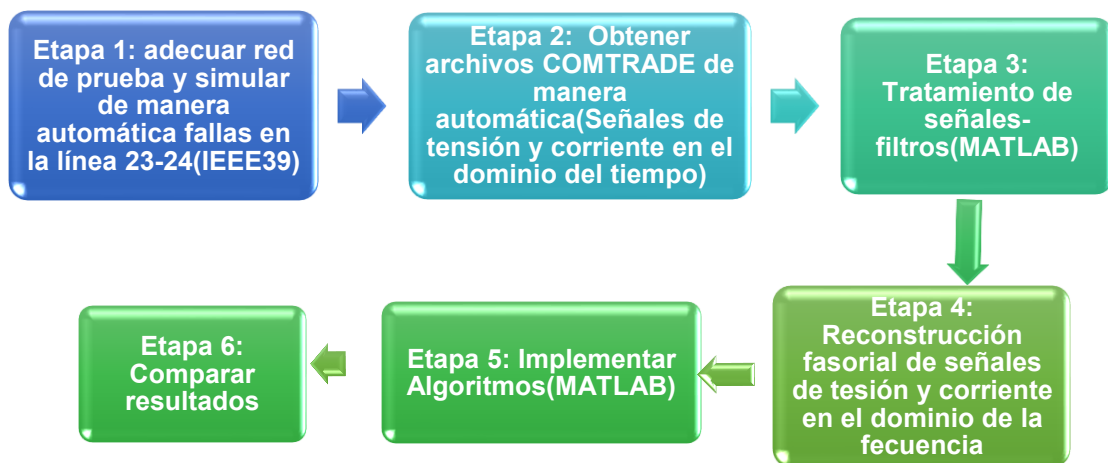 Etapa 1: adecuar red
de prueba y simular
de manera
automática fallas en
la línea 23-24(IEEE39)
Etapa 2:  Obtener
archivos COMTRADE de
manera
automática(Señales de
tensión y corriente en el
dominio del tiempo)
Etapa 3:
Tratamiento de
señales-
filtros(MATLAB)
Etapa 4:
Reconstrucción
fasorial de señales
de tesión y corriente
en el dominio de la
fecuencia
Etapa 5: Implementar
Algoritmos(MATLAB)
Etapa 6:
Comparar
resultados